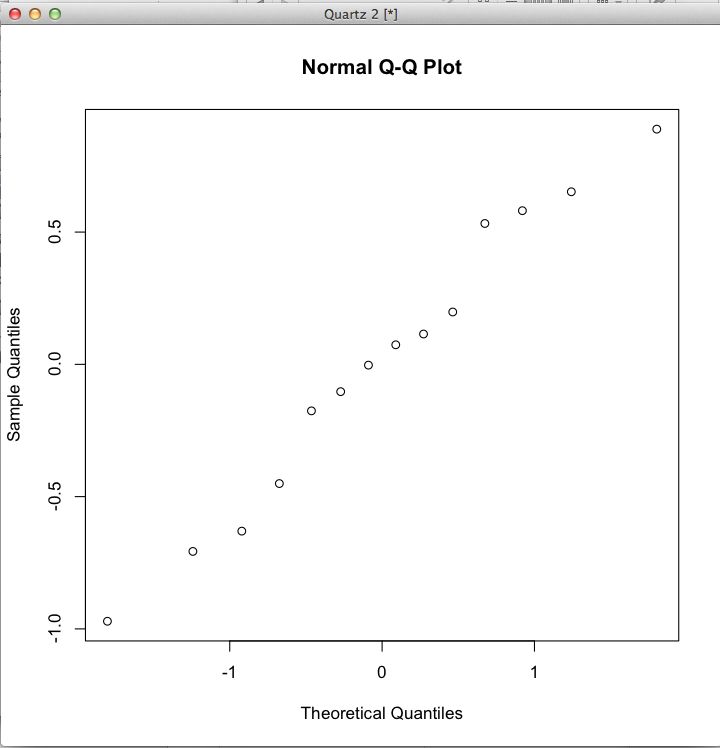 Quartz 2 [*]
Normal Q-Q Plot
Sample Quantiles
0.5
0.0
-0.5
-1.0
-1 0 1
Theoretical Quantiles